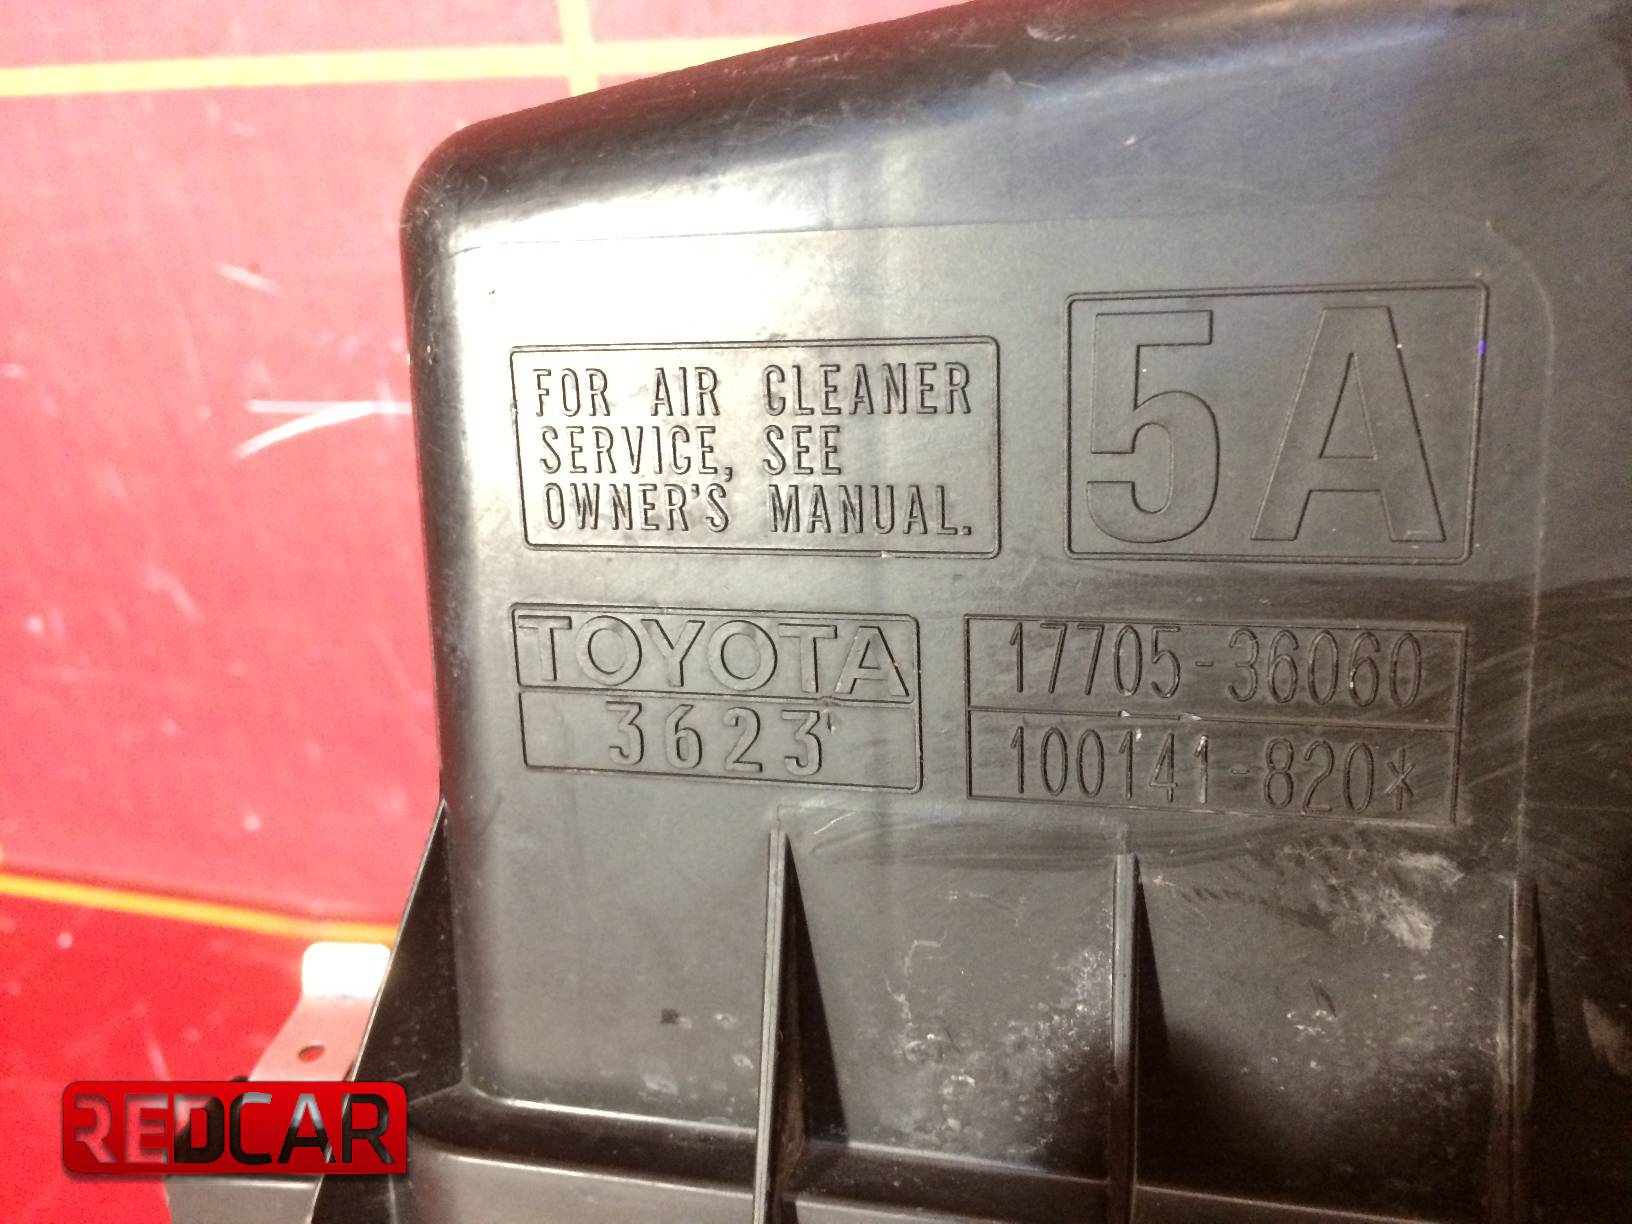 FOR AIR CLEANER
SERVICE, SEE
OWNER'S MANUAL.
5A
TOYOTA
3623
17705-36060
100141-820*
REDCAR